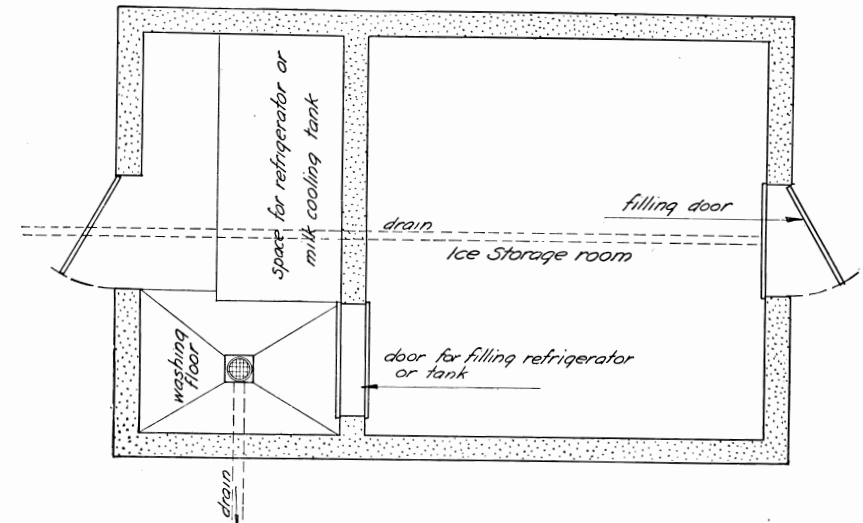 space for refrigerator or
milk cooling tank
filling door
drain
Ice Storage room
door for filling refrigerator
or tank
washing
floor
drain